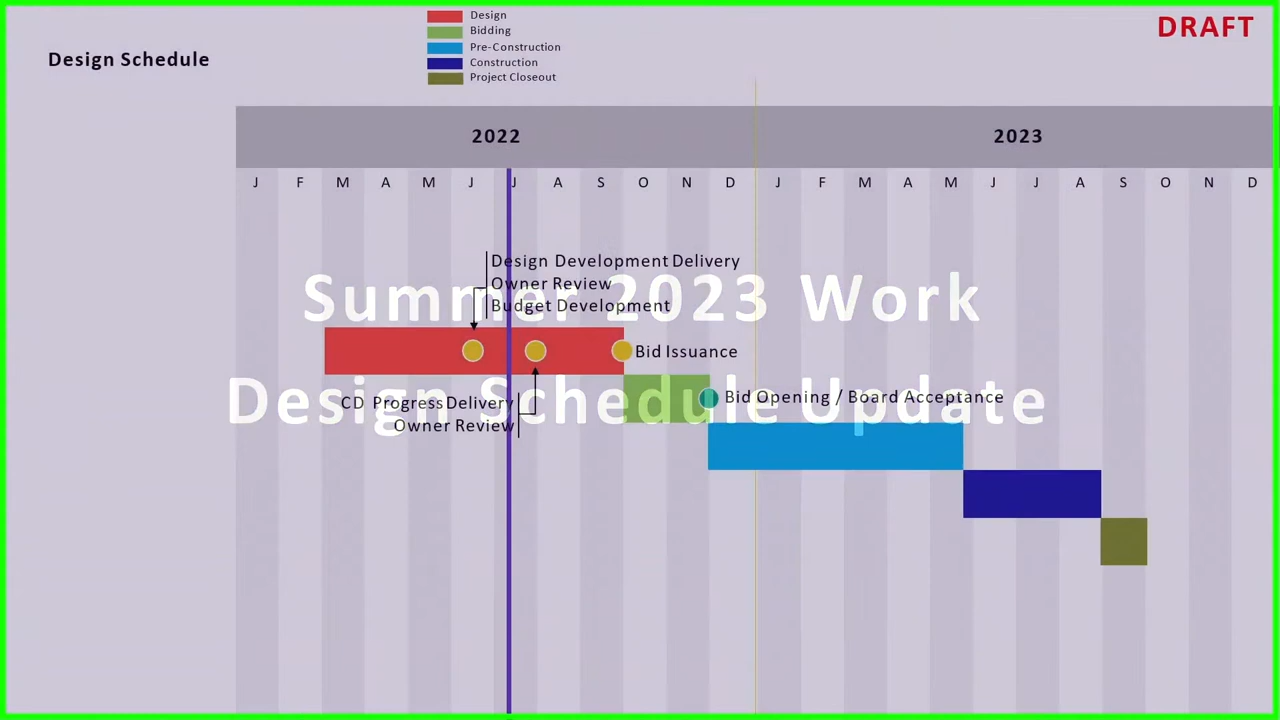 Design
Bidding
Pre-Construction
Construction
Project Closeout
DRAFT
Design Schedule
2022
2023
J F M A M J J A S O N D J F M A M J J A S O N D
Design Development Delivery
Owner Review
Budget Development
Summer 2023 Work
Bid Issuance
Design Schedule Update
CD Progress Delivery
Owner Review
Bid Opening / Board Acceptance